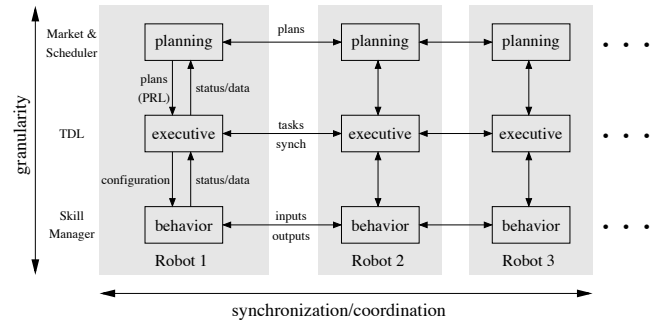 Market &
Scheduler
planning
plans
planning
planning
plans
(PRL)
status/data
granularity
TDL
executive
tasks
synch
executive
executive
configuration
status/data
Skill
Manager
behavior
inputs
outputs
behavior
behavior
Robot 1
Robot 2
Robot 3
synchronization/coordination